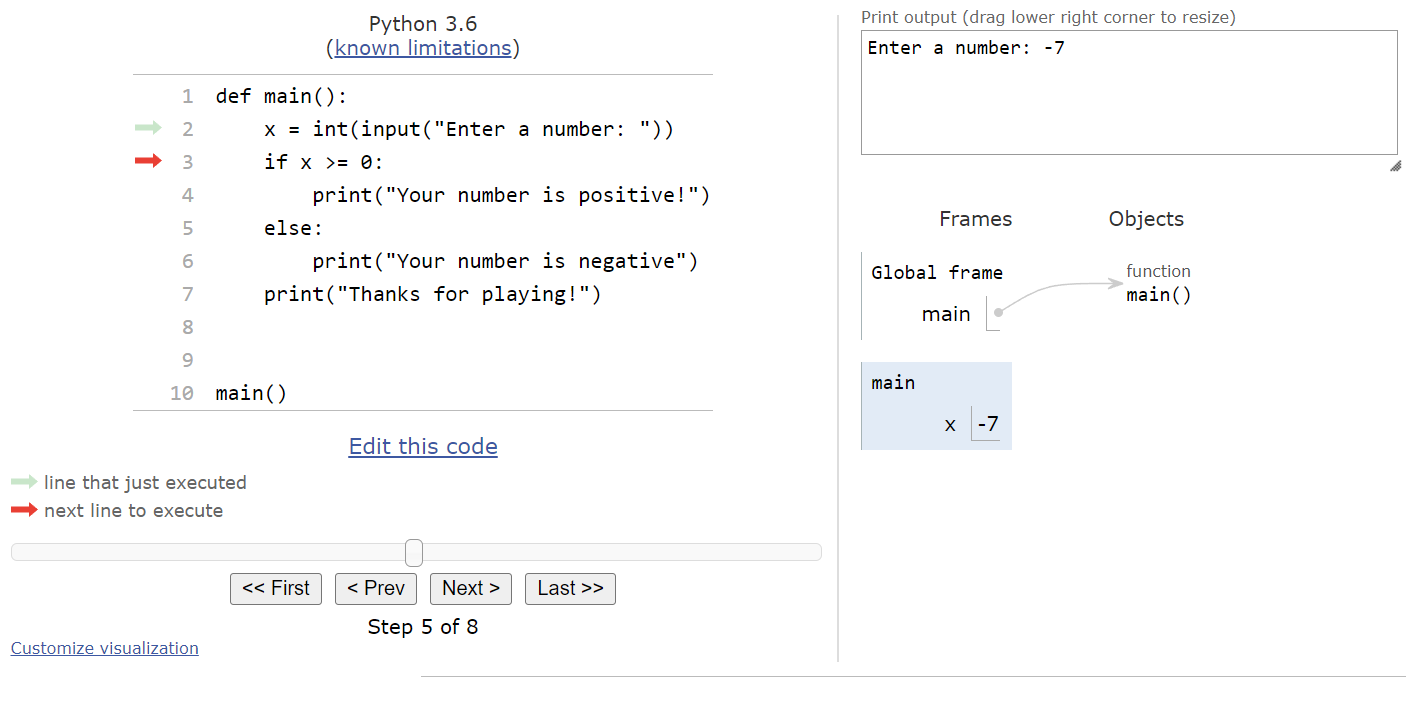 Python 3.6
(known limitations)
1 def main():
2     x = int(input("Enter a number: "))
3     if x >= 0:
4         print("Your number is positive!")
5     else:
6         print("Your number is negative")
7     print("Thanks for playing!")
8
9
10 main()
Edit this code
line that just executed
next line to execute
<< First  < Prev  Next >  Last >>
Step 5 of 8
Customize visualization
Print output (drag lower right corner to resize)
Enter a number: -7
Frames  Objects
Global frame
main
function
main()
main
x -7